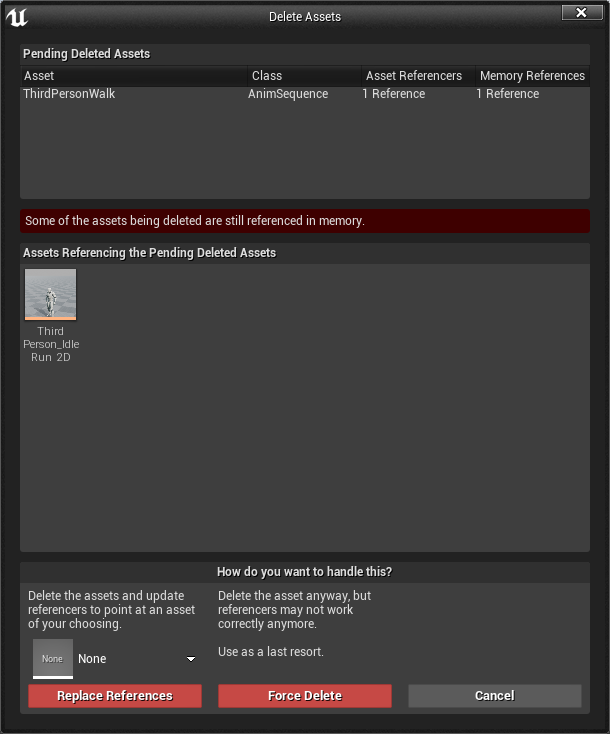 Delete Assets
Pending Deleted Assets
Asset Class Asset Referencers Memory References
ThirdPersonWalk AnimSequence 1 Reference 1 Reference
Some of the assets being deleted are still referenced in memory.
Assets Referencing the Pending Deleted Assets
Third
Person_Idle
Run_2D
How do you want to handle this?
Delete the assets and update
referencers to point at an asset
of your choosing.
Delete the asset anyway, but
referencers may not work
correctly anymore.
Use as a last resort.
None None
Replace References Force Delete Cancel